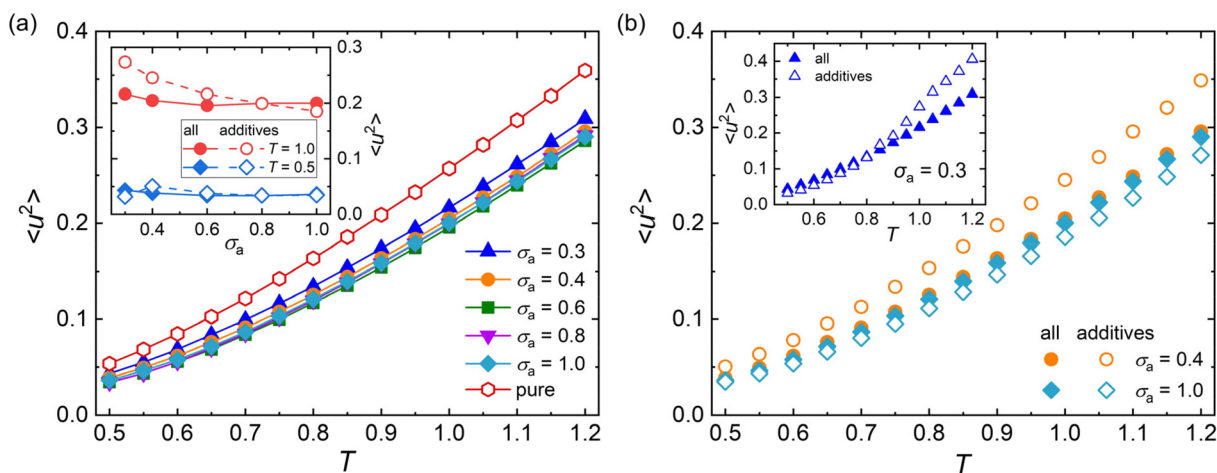 (a)
0.4
0.3
0.2
0.1
0.0
<u²>
0.5 0.6 0.7 0.8 0.9 1.0 1.1 1.2
T
0.3
0.2
0.1
0.0
<u²>
0.4 0.6 0.8 1.0
σa
all additives
T = 1.0
T = 0.5
σa = 0.3
σa = 0.4
σa = 0.6
σa = 0.8
σa = 1.0
pure
(b)
0.4
0.3
0.2
0.1
0.0
<u²>
0.5 0.6 0.7 0.8 0.9 1.0 1.1 1.2
T
0.4
0.3
0.2
0.1
0.0
<u²>
0.6 0.8 1.0 1.2
T
all
additives
σa = 0.3
all additives
σa = 0.4
σa = 1.0